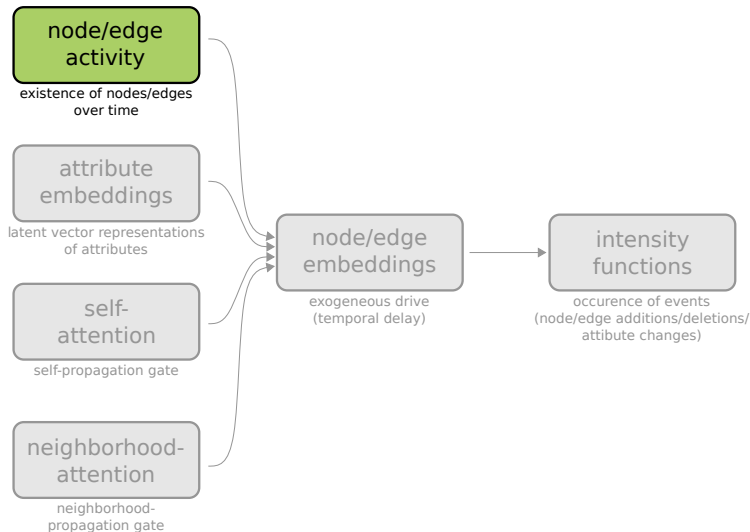 node/edge
activity
existence of nodes/edges
over time
attribute
embeddings
latent vector representations
of attributes
self-
attention
self-propagation gate
neighborhood-
attention
neighborhood-
propagation gate
node/edge
embeddings
exogeneous drive
(temporal delay)
intensity
functions
occurence of events
(node/edge additions/deletions/
attibute changes)